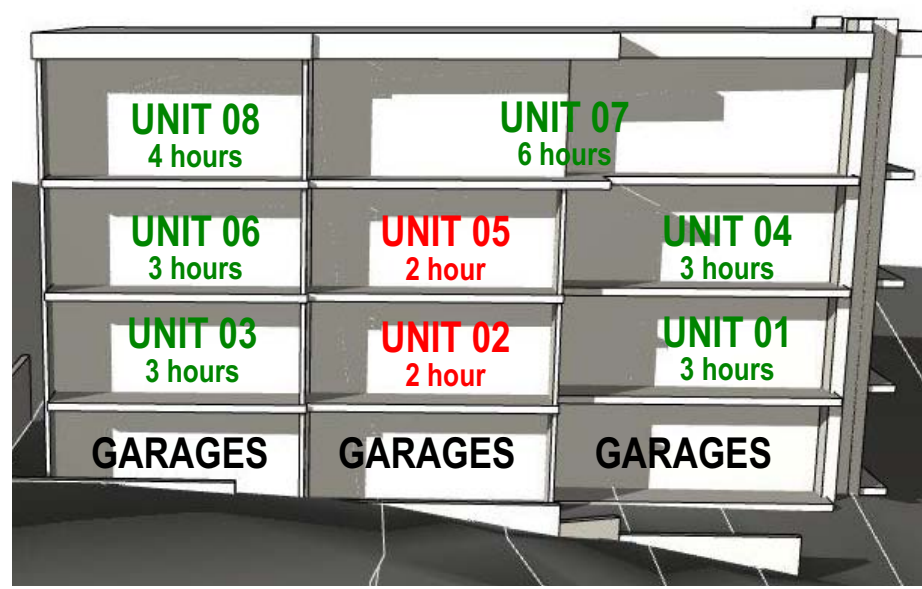 UNIT 08
4 hours
UNIT 07
6 hours
UNIT 06
3 hours
UNIT 05
2 hour
UNIT 04
3 hours
UNIT 03
3 hours
UNIT 02
2 hour
UNIT 01
3 hours
GARAGES
GARAGES
GARAGES